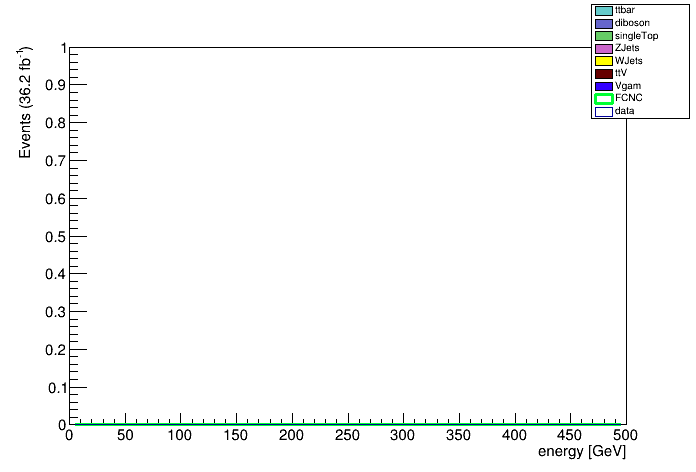 ttbar
diboson
singleTop
ZJets
WJets
ttV
Vgam
FCNC
data
Events (36.2 fb⁻¹)
1
0.9
0.8
0.7
0.6
0.5
0.4
0.3
0.2
0.1
0
0 50 100 150 200 250 300 350 400 450 500
energy [GeV]